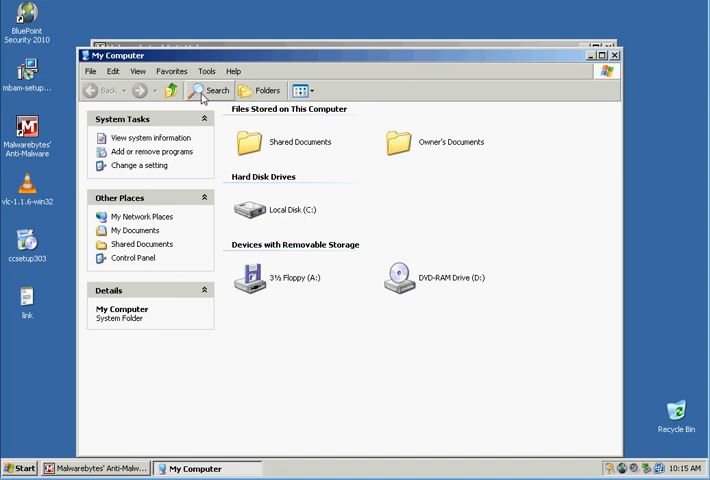 BluePoint
Security 2010
mbam-setup...
Malwarebytes'
Anti-Malware
vlc-1.1.6-win32
ccsetup303
link
My Computer
File Edit View Favorites Tools Help
Back Search Folders
System Tasks
View system information
Add or remove programs
Change a setting
Other Places
My Network Places
My Documents
Shared Documents
Control Panel
Details
My Computer
System Folder
Files Stored on This Computer
Shared Documents Owner's Documents
Hard Disk Drives
Local Disk (C:)
Devices with Removable Storage
3½ Floppy (A:) DVD-RAM Drive (D:)
Recycle Bin
Start Malwarebytes' Anti-Malw... My Computer 10:15 AM